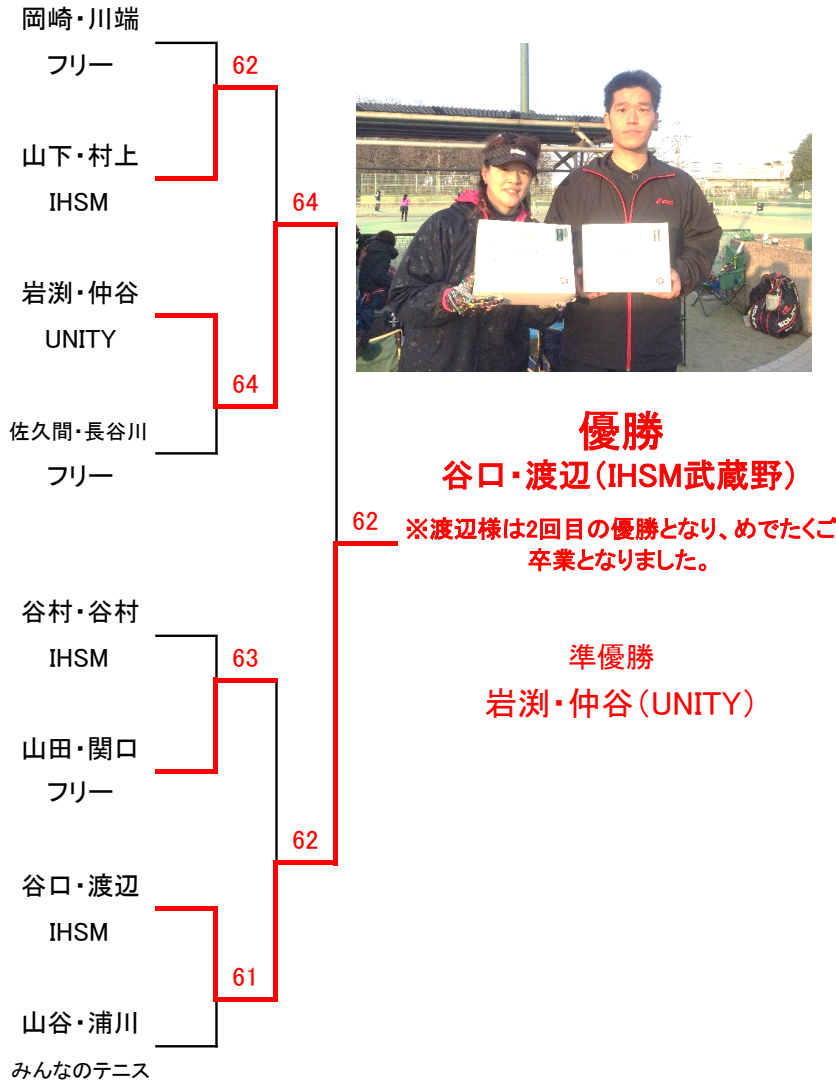 岡崎・川端
フリー
62
山下・村上
IHSM
64
岩渕・仲谷
UNITY
64
佐久間・長谷川
フリー
優勝
谷口・渡辺(IHSM武蔵野)
62
※渡辺様は2回目の優勝となり、めでたくご
卒業となりました。
谷村・谷村
IHSM
63
準優勝
岩渕・仲谷(UNITY)
山田・関口
フリー
62
谷口・渡辺
IHSM
61
山谷・浦川
みんなのテニス
asics